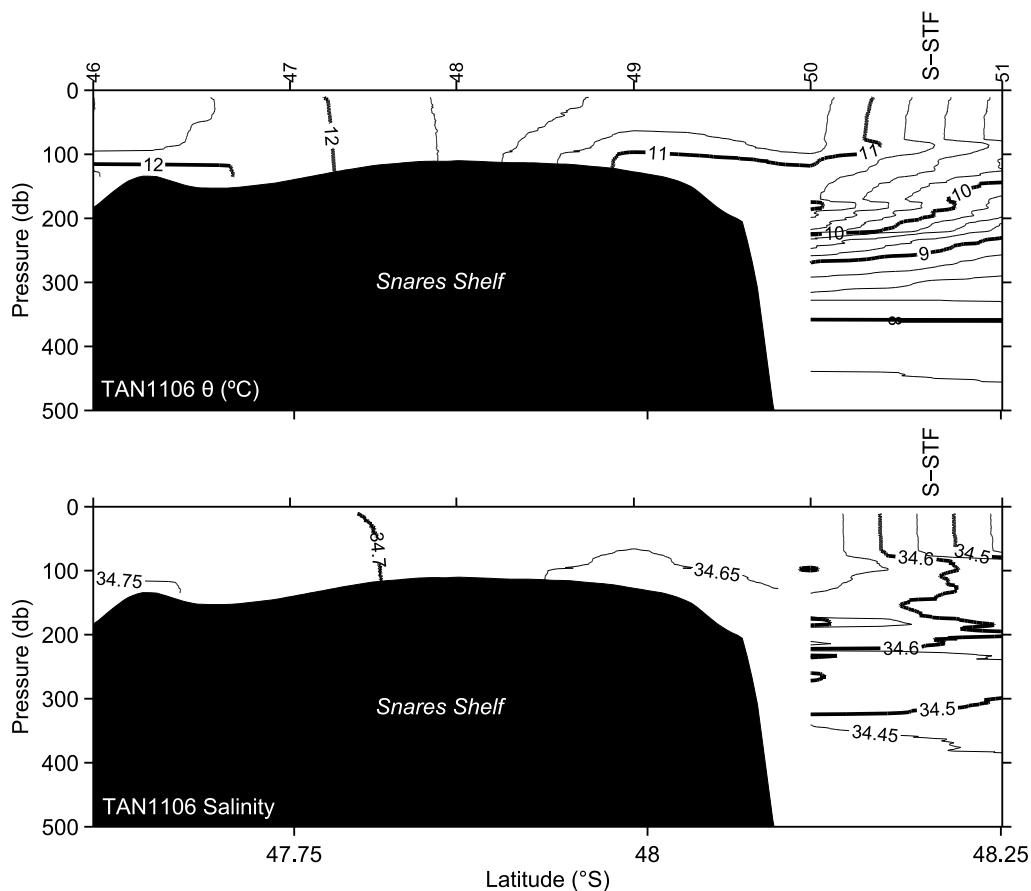 46 47 48 49 50 S-STF 51
0
100
200
300
400
500
Pressure (db)
12 12 11 11
10 10
9
8
Snares Shelf
TAN1106 θ (ºC)
S-STF
0
100
200
300
400
500
Pressure (db)
34.75 34.7 34.65 34.6 34.5
34.6
34.5
34.45
Snares Shelf
TAN1106 Salinity
47.75 48 48.25
Latitude (°S)